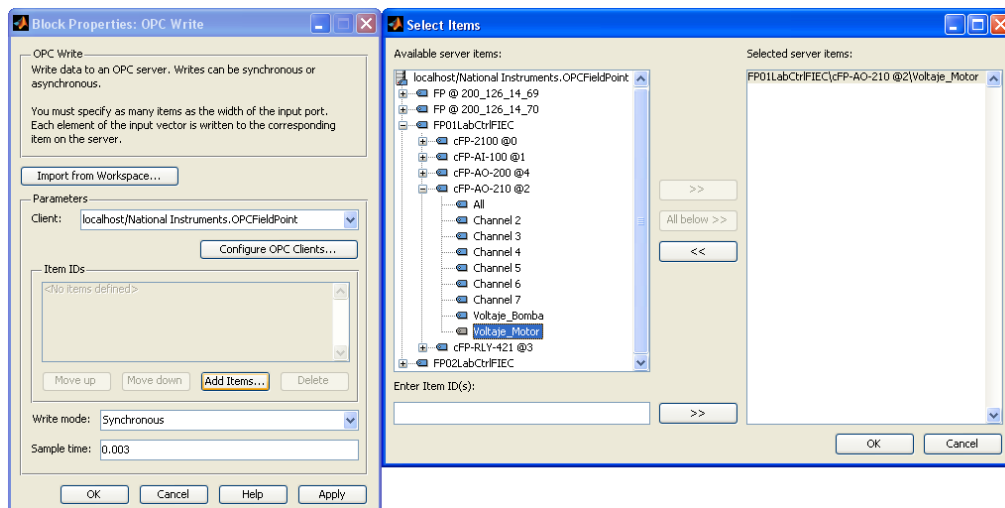 Block Properties: OPC Write
OPC Write
Write data to an OPC server. Writes can be synchronous or
asynchronous.
You must specify as many items as the width of the input port.
Each element of the input vector is written to the corresponding
item on the server.
Import from Workspace...
Parameters
Client: localhost/National Instruments.OPCFieldPoint
Configure OPC Clients...
Item IDs
<No items defined>
Move up Move down Add Items... Delete
Write mode: Synchronous
Sample time: 0.003
OK Cancel Help Apply
Select Items
Available server items:
localhost/National Instruments.OPCFieldPoint
FP @ 200_126_14_69
FP @ 200_126_14_70
FP01LabCtrlFIEC
cFP-2100 @0
cFP-AI-100 @1
cFP-AO-200 @4
cFP-AO-210 @2
All
Channel 2
Channel 3
Channel 4
Channel 5
Channel 6
Channel 7
Voltaje_Bomba
Voltaje_Motor
cFP-RLY-421 @3
FP02LabCtrlFIEC
Enter Item ID(s):
>>
All below >>
<<
>>
Selected server items:
FP01LabCtrlFIEC\cFP-AO-210 @2\Voltaje_Motor
OK Cancel